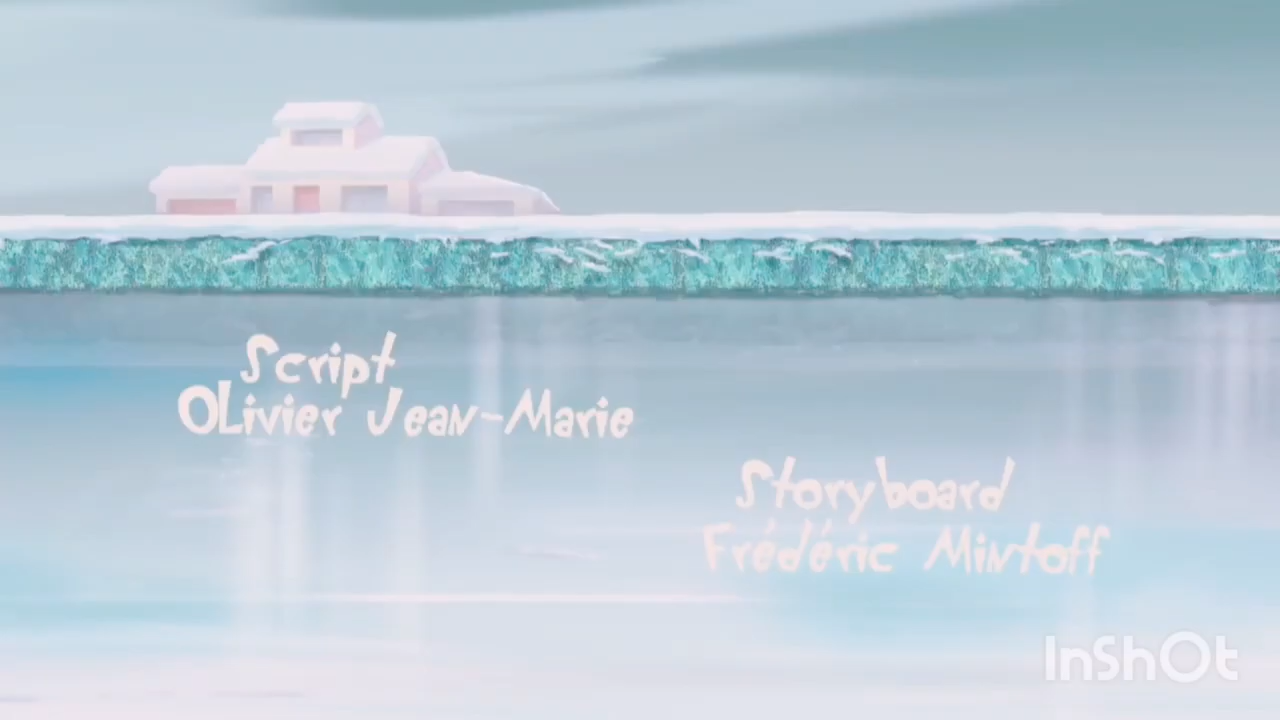 Script
OLivier Jean-Marie
Storyboard
Frédéric Mintoff
InShOt